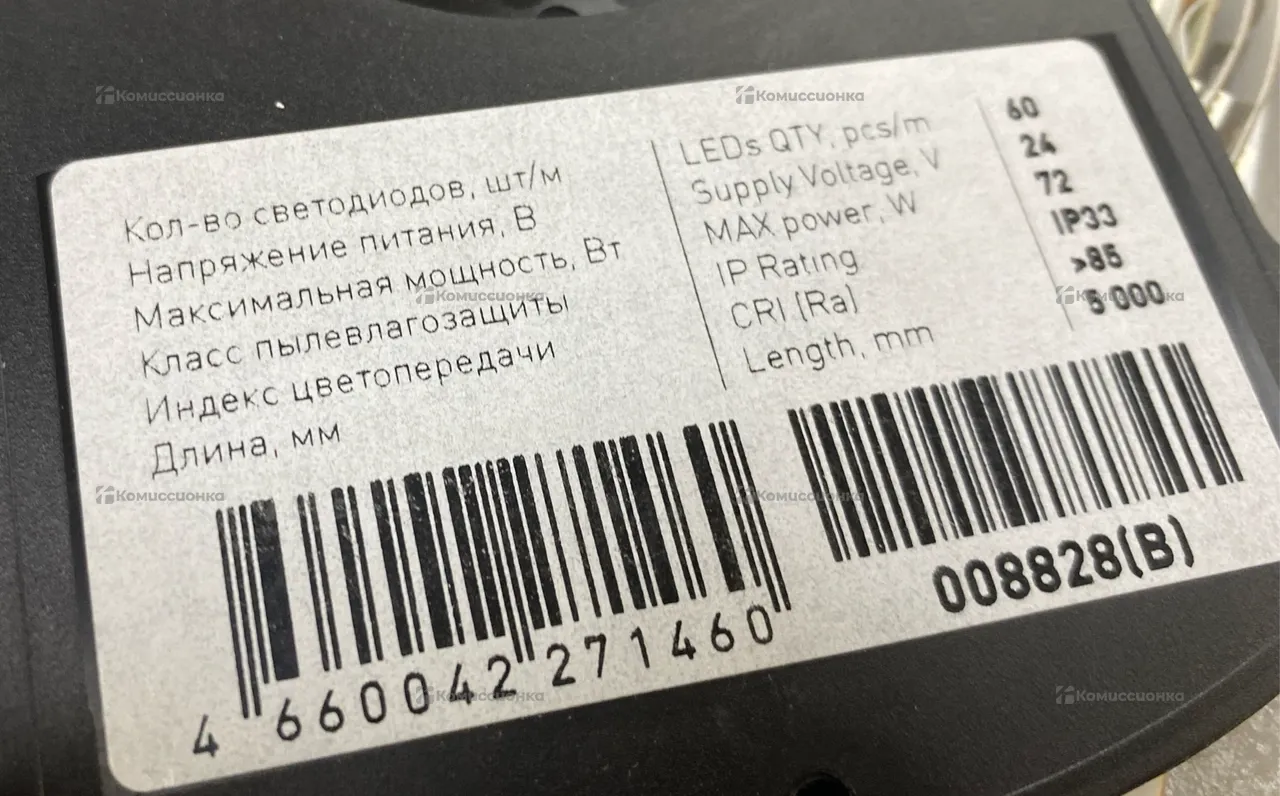 Кол-во светодиодов, шт/м
LEDs QTY, pcs/m
60
Напряжение питания, В
Supply Voltage, V
24
Максимальная мощность, Вт
MAX power, W
72
Класс пылевлагозащиты
IP Rating
IP33
Индекс цветопередачи
CRI (Ra)
>85
Длина, мм
Length, mm
5 000
4 660042 271460
008828(B)
Комиссионка
Комиссионка
Комиссионка
Комиссионка
Комиссионка
Комиссионка
Комиссионка
Комиссионка